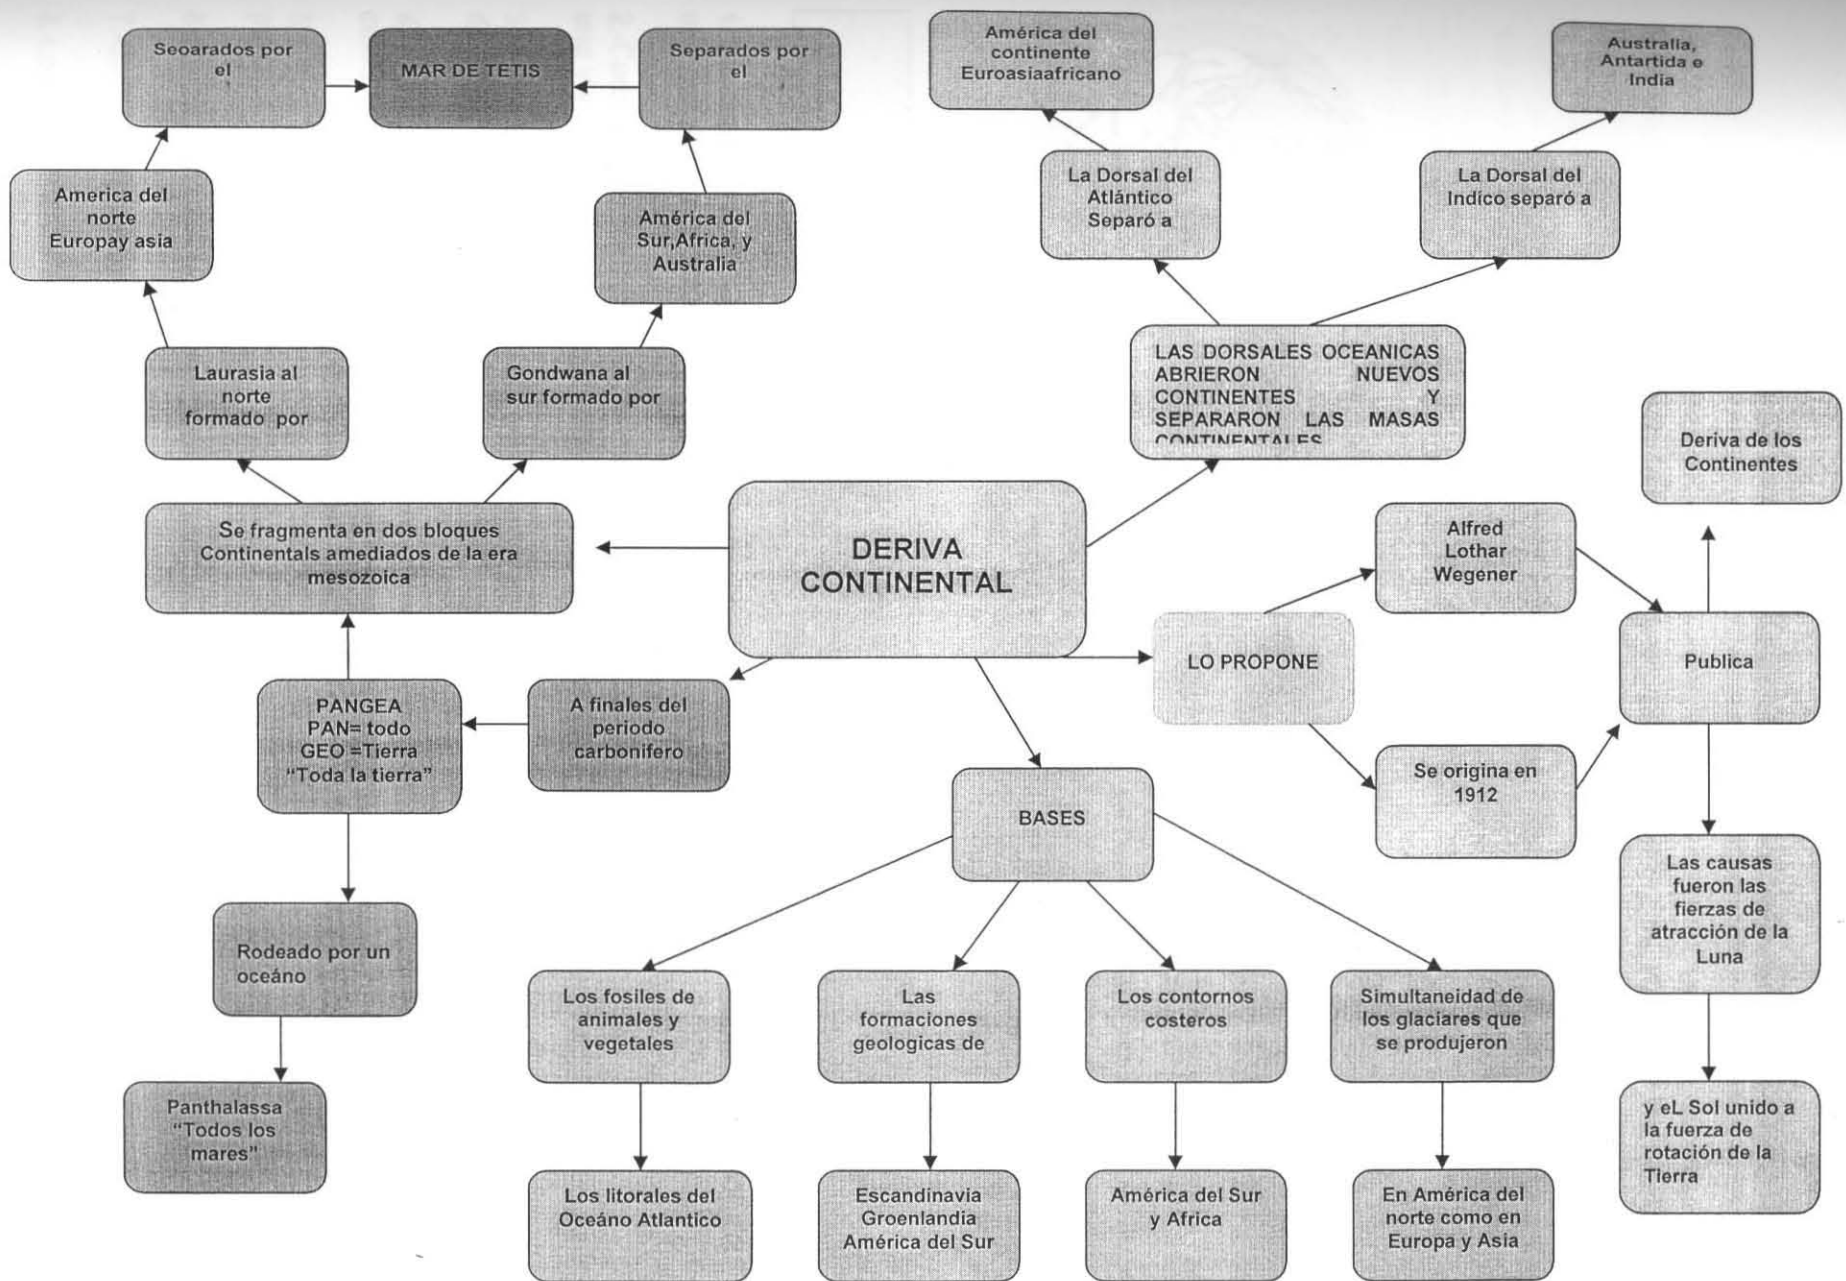 Seoarados por
el
MAR DE TETIS
Separados por
el
América del
continente
Euroasiaafricano
Australia,
Antartida e
India
America del
norte
Europay asia
América del
Sur,Africa, y
Australia
La Dorsal del
Atlántico
Separó a
La Dorsal del
Indico separó a
Laurasia al
norte
formado por
Gondwana al
sur formado por
LAS DORSALES OCEANICAS
ABRIERON NUEVOS
CONTINENTES Y
SEPARARON LAS MASAS
CONTINENTALES
Deriva de los
Continentes
Se fragmenta en dos bloques
Continentals amediados de la era
mesozoica
DERIVA
CONTINENTAL
Alfred
Lothar
Wegener
LO PROPONE
Publica
PANGEA
PAN= todo
GEO =Tierra
“Toda la tierra”
A finales del
periodo
carbonifero
Se origina en
1912
BASES
Las causas
fueron las
fierzas de
atracción de la
Luna
Rodeado por un
oceáno
Los fosiles de
animales y
vegetales
Las
formaciones
geologicas de
Los contornos
costeros
Simultaneidad de
los glaciares que
se produjeron
Panthalassa
“Todos los
mares”
y eL Sol unido a
la fuerza de
rotación de la
Tierra
Los litorales del
Oceáno Atlantico
Escandinavia
Groenlandia
América del Sur
América del Sur
y Africa
En América del
norte como en
Europa y Asia